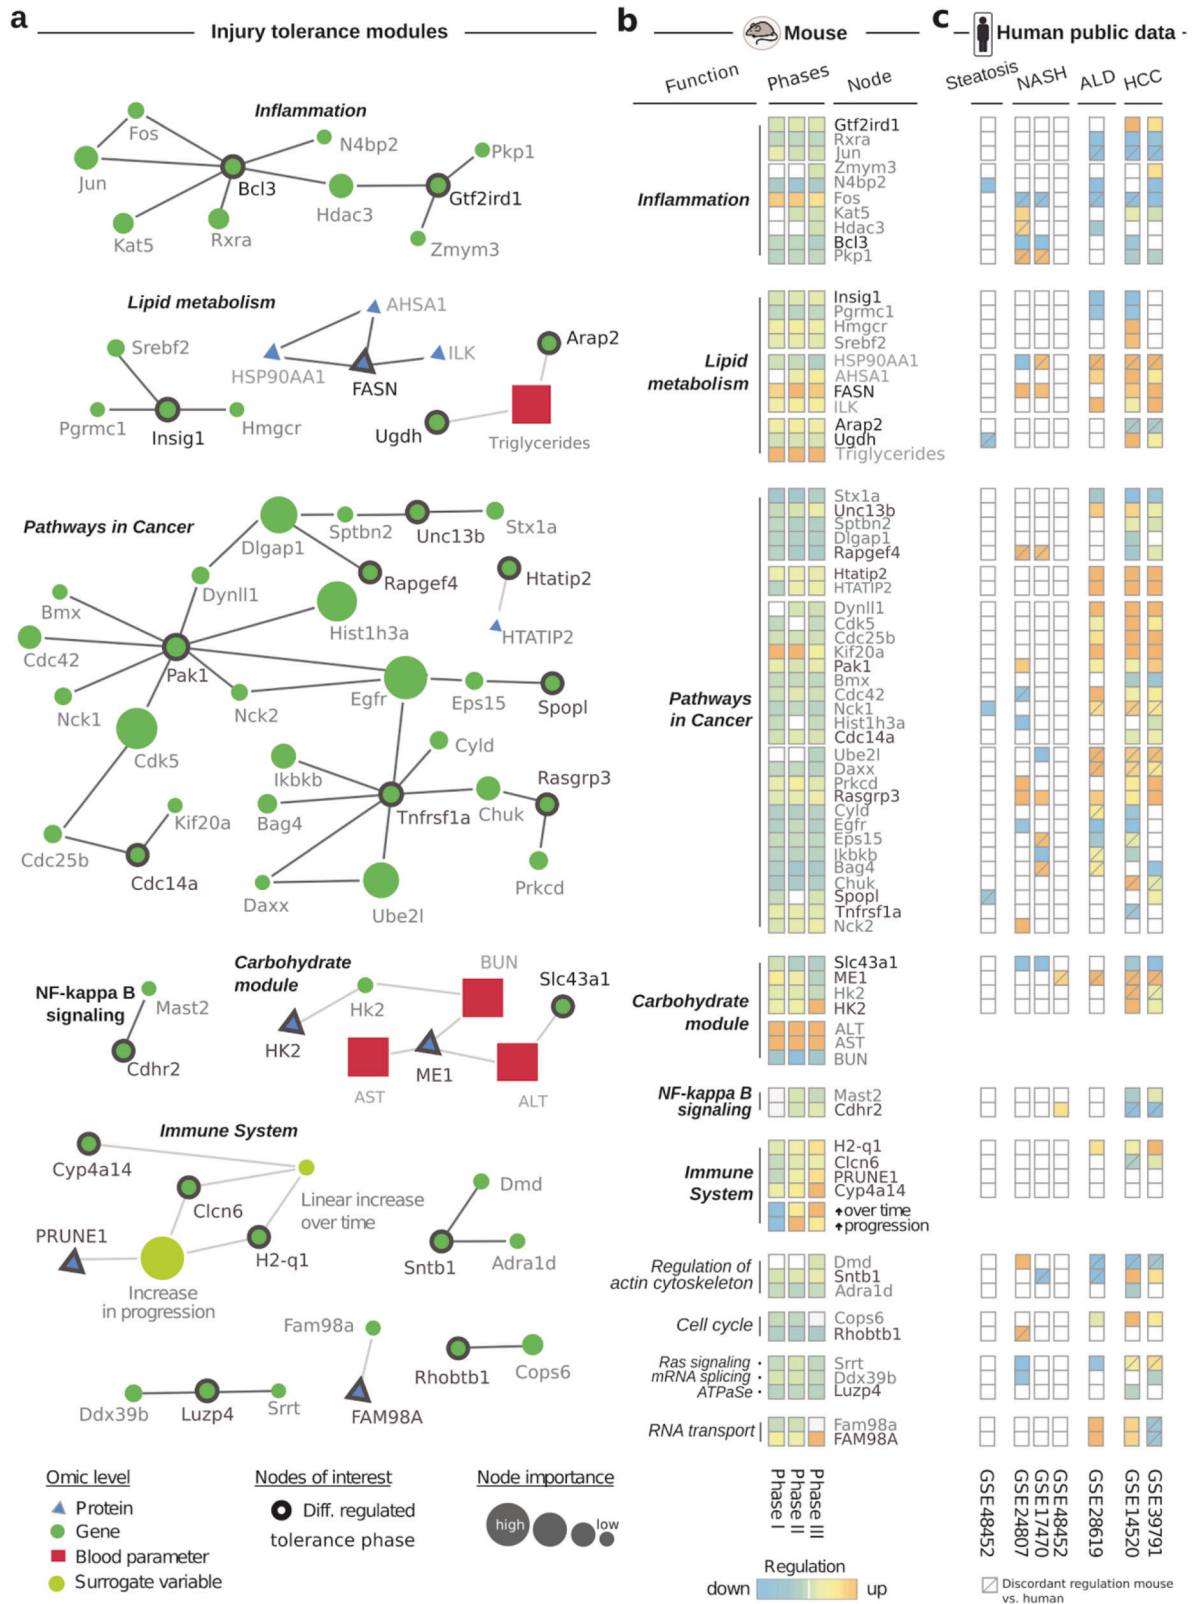 a
Injury tolerance modules
Inflammation
Fos
N4bp2
Pkp1
Jun
Bcl3
Hdac3
Gtf2ird1
Kat5
Rxra
Zmym3
Lipid metabolism
AHSA1
Srebf2
HSP90AA1
FASN
ILK
Arap2
Pgrmc1
Insig1
Hmgcr
Ugdh
Triglycerides
Pathways in Cancer
Dlgap1
Sptbn2
Unc13b
Stx1a
Rapgef4
Htatip2
Dynll1
Bmx
Hist1h3a
HTATIP2
Cdc42
Pak1
Nck1
Nck2
Egfr
Eps15
Spopl
Cdk5
Ikbkb
Cyld
Rasgrp3
Kif20a
Bag4
Tnfrsf1a
Chuk
Cdc25b
Cdc14a
Prkcd
Daxx
Ube2l
NF-kappa B
signaling
Mast2
Cdhr2
Carbohydrate
module
BUN
Slc43a1
Hk2
HK2
ME1
AST
ALT
Immune System
Cyp4a14
Clcn6
Linear increase
over time
Dmd
PRUNE1
H2-q1
Sntb1
Adra1d
Increase
in progression
Fam98a
Rhobtb1
Cops6
Ddx39b
Luzp4
Srrt
FAM98A
Omic level
Protein
Gene
Blood parameter
Surrogate variable
Nodes of interest
Diff. regulated
tolerance phase
Node importance
high
low
b
Mouse
Function
Phases
Node
Inflammation
Gtf2ird1
Rxra
Jun
Zmym3
N4bp2
Fos
Kat5
Hdac3
Bcl3
Pkp1
Lipid
metabolism
Insig1
Pgrmc1
Hmgcr
Srebf2
HSP90AA1
AHSA1
FASN
ILK
Arap2
Ugdh
Triglycerides
Pathways
in Cancer
Stx1a
Unc13b
Sptbn2
Dlgap1
Rapgef4
Htatip2
HTATIP2
Dynll1
Cdk5
Cdc25b
Kif20a
Pak1
Bmx
Cdc42
Nck1
Hist1h3a
Cdc14a
Ube2l
Daxx
Prkcd
Rasgrp3
Cyld
Egfr
Eps15
Ikbkb
Bag4
Chuk
Spopl
Tnfrsf1a
Nck2
Carbohydrate
module
Slc43a1
ME1
Hk2
HK2
ALT
AST
BUN
NF-kappa B
signaling
Mast2
Cdhr2
Immune
System
H2-q1
Clcn6
PRUNE1
Cyp4a14
↑over time
↑progression
Regulation of
actin cytoskeleton
Dmd
Sntb1
Adra1d
Cell cycle
Cops6
Rhobtb1
Ras signaling ·
mRNA splicing ·
ATPaSe ·
Srrt
Ddx39b
Luzp4
RNA transport
Fam98a
FAM98A
Phase I
Phase II
Phase III
Regulation
down
up
c
Human public data
Steatosis
NASH
ALD
HCC
GSE48452
GSE24807
GSE17470
GSE48452
GSE28619
GSE14520
GSE39791
Discordant regulation mouse
vs. human